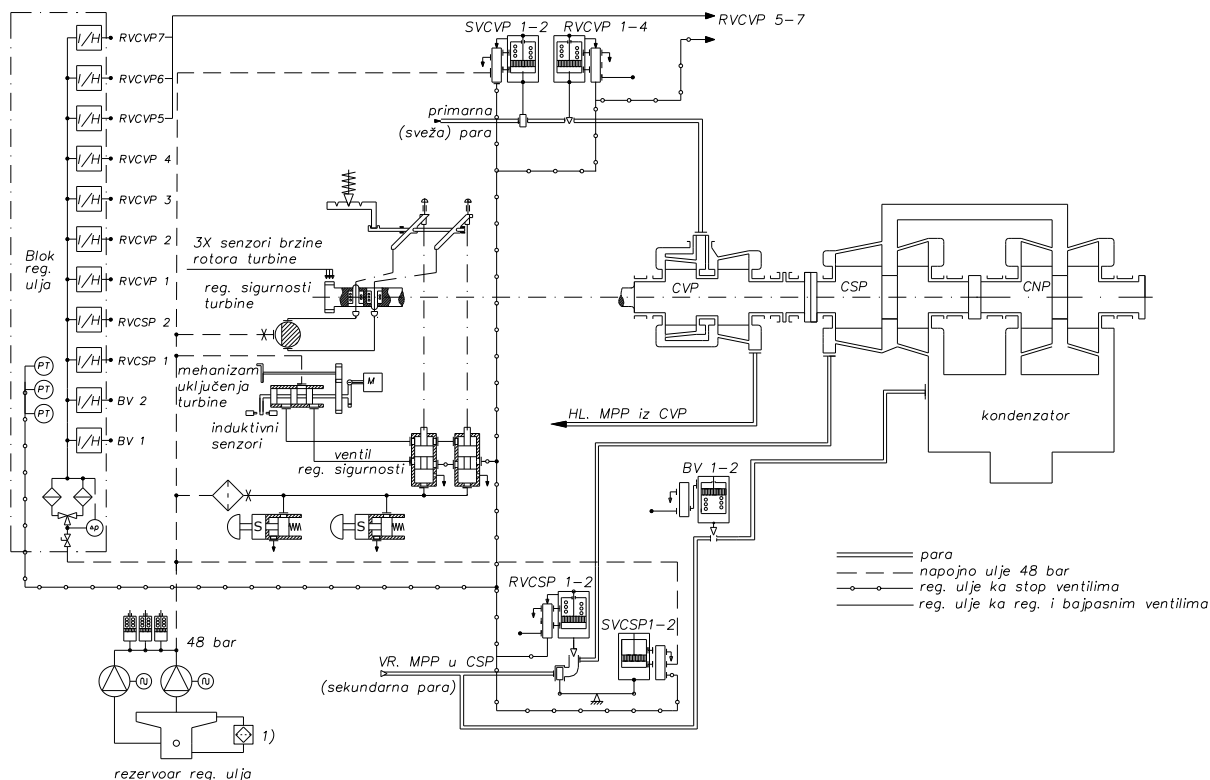 SVCVP 1-2
RVCVP 1-4
RVCVP 5-7
I/H RVCVP7
I/H RVCVP6
I/H RVCVP5
I/H RVCVP 4
I/H RVCVP 3
I/H RVCVP 2
I/H RVCVP 1
I/H RVCSP 2
I/H RVCSP 1
I/H BV 2
I/H BV 1
Blok
reg.
ulja
PT
PT
PT
Δp
primarna
(sveža) para
3X senzori brzine
rotora turbine
reg. sigurnosti
turbine
mehanizam
uključenja
turbine
M
induktivni
senzori
ventil
reg. sigurnosti
S
S
CVP
CSP
CNP
HL. MPP iz CVP
kondenzator
BV 1-2
RVCSP 1-2
SVCSP1-2
VR. MPP u CSP
(sekundarna para)
48 bar
1)
rezervoar reg. ulja
para
napojno ulje 48 bar
reg. ulje ka stop ventilima
reg. ulje ka reg. i bajpasnim ventilima